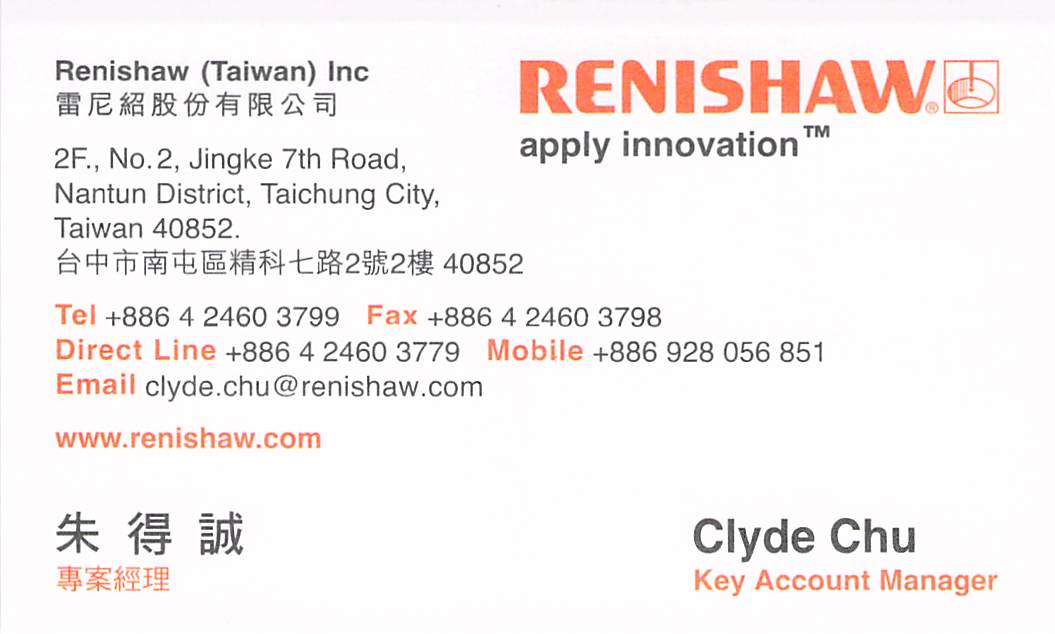 Renishaw (Taiwan) Inc
雷尼紹股份有限公司
RENISHAW®
apply innovation™
2F., No.2, Jingke 7th Road,
Nantun District, Taichung City,
Taiwan 40852.
台中市南屯區精科七路2號2樓 40852
Tel +886 4 2460 3799 Fax +886 4 2460 3798
Direct Line +886 4 2460 3779 Mobile +886 928 056 851
Email clyde.chu@renishaw.com
www.renishaw.com
朱 得 誠
專案經理
Clyde Chu
Key Account Manager